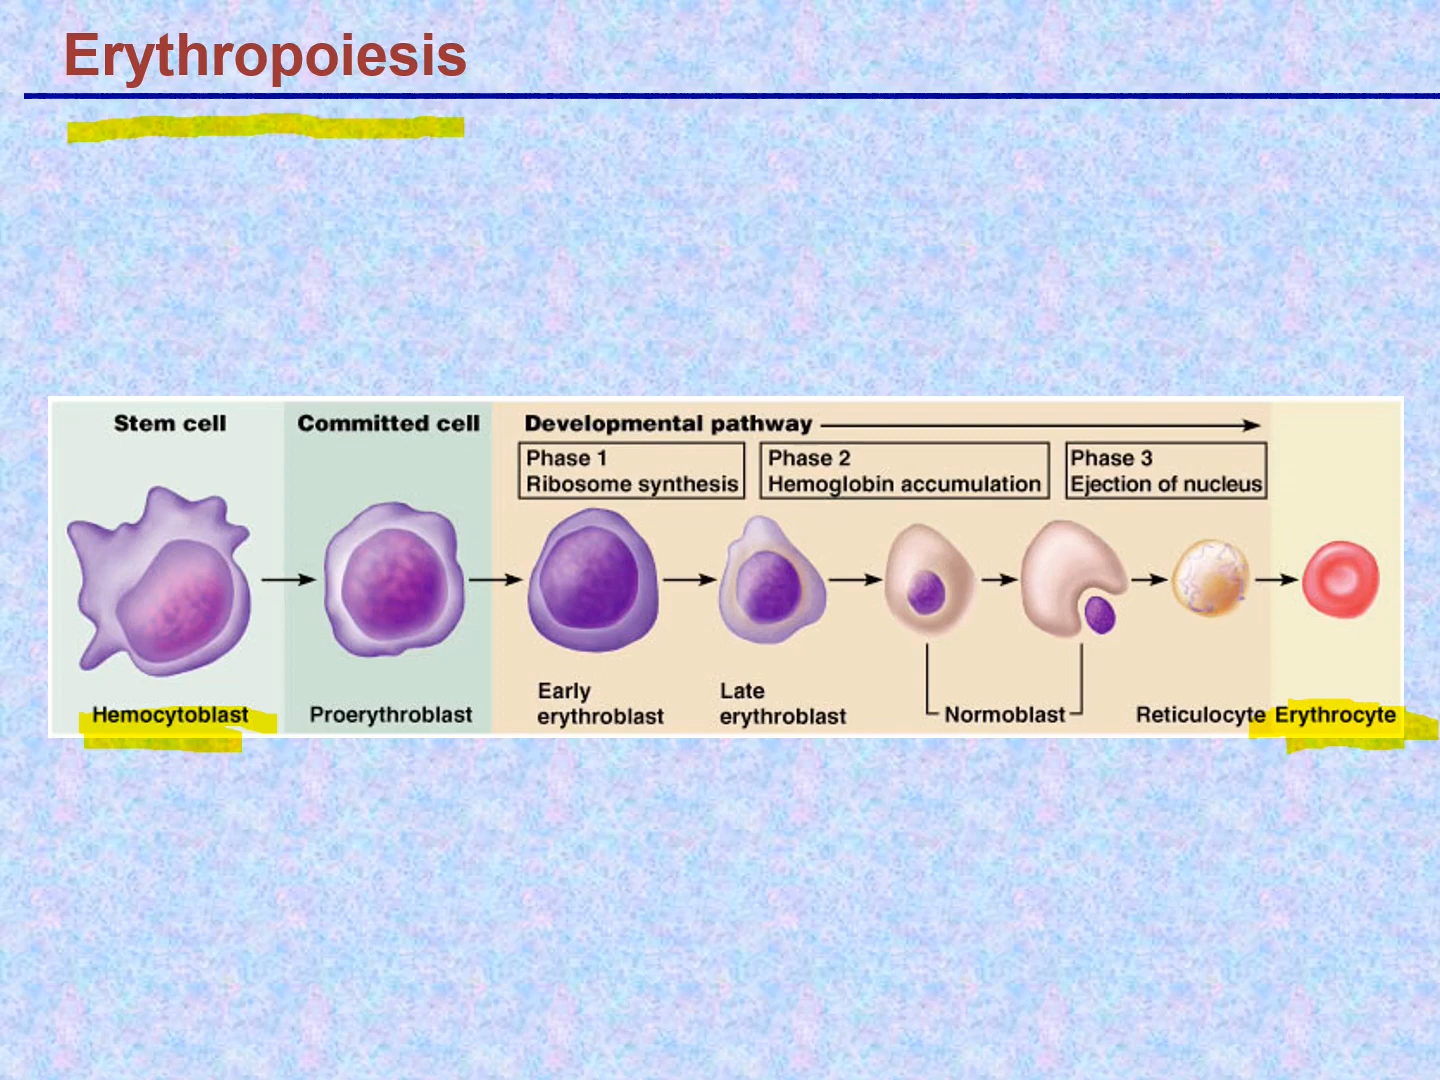 Erythropoiesis
Stem cell
Committed cell
Developmental pathway
Phase 1
Ribosome synthesis
Phase 2
Hemoglobin accumulation
Phase 3
Ejection of nucleus
Hemocytoblast
Proerythroblast
Early
erythroblast
Late
erythroblast
Normoblast
Reticulocyte
Erythrocyte